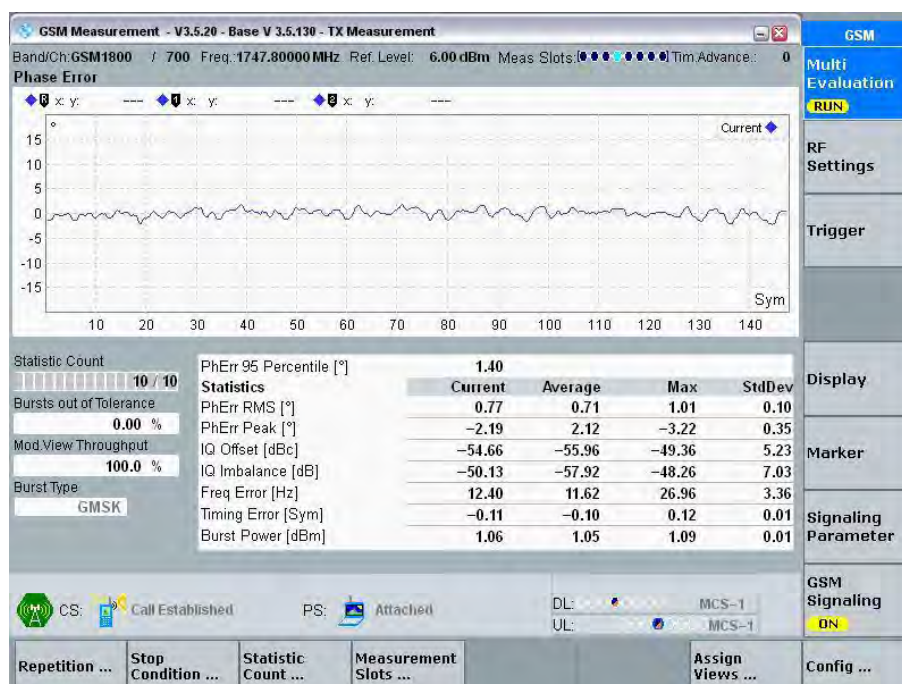 GSM Measurement - V3.5.20 - Base V 3.5.130 - TX Measurement
GSM
Band/Ch:GSM1800 / 700 Freq.:1747.80000 MHz Ref. Level: 6.00 dBm Meas Slots: Tim.Advance.: 0
Phase Error
Multi Evaluation
RUN
R x: y: --- 1 x: y: --- 2 x: y: ---
°
Current
15
10
5
0
-5
-10
-15
Sym
10 20 30 40 50 60 70 80 90 100 110 120 130 140
RF Settings
Trigger
Statistic Count
10 / 10
Bursts out of Tolerance
0.00 %
Mod.View Throughput
100.0 %
Burst Type
GMSK
PhErr 95 Percentile [°] 1.40
Statistics Current Average Max StdDev
PhErr RMS [°] 0.77 0.71 1.01 0.10
PhErr Peak [°] −2.19 2.12 −3.22 0.35
IQ Offset [dBc] −54.66 −55.96 −49.36 5.23
IQ Imbalance [dB] −50.13 −57.92 −48.26 7.03
Freq Error [Hz] 12.40 11.62 26.96 3.36
Timing Error [Sym] −0.11 −0.10 0.12 0.01
Burst Power [dBm] 1.06 1.05 1.09 0.01
Display
Marker
Signaling Parameter
GSM Signaling
ON
CS: Call Established PS: Attached
DL: MCS−1
UL: MCS−1
Repetition ...
Stop Condition ...
Statistic Count ...
Measurement Slots ...
Assign Views ...
Config ...